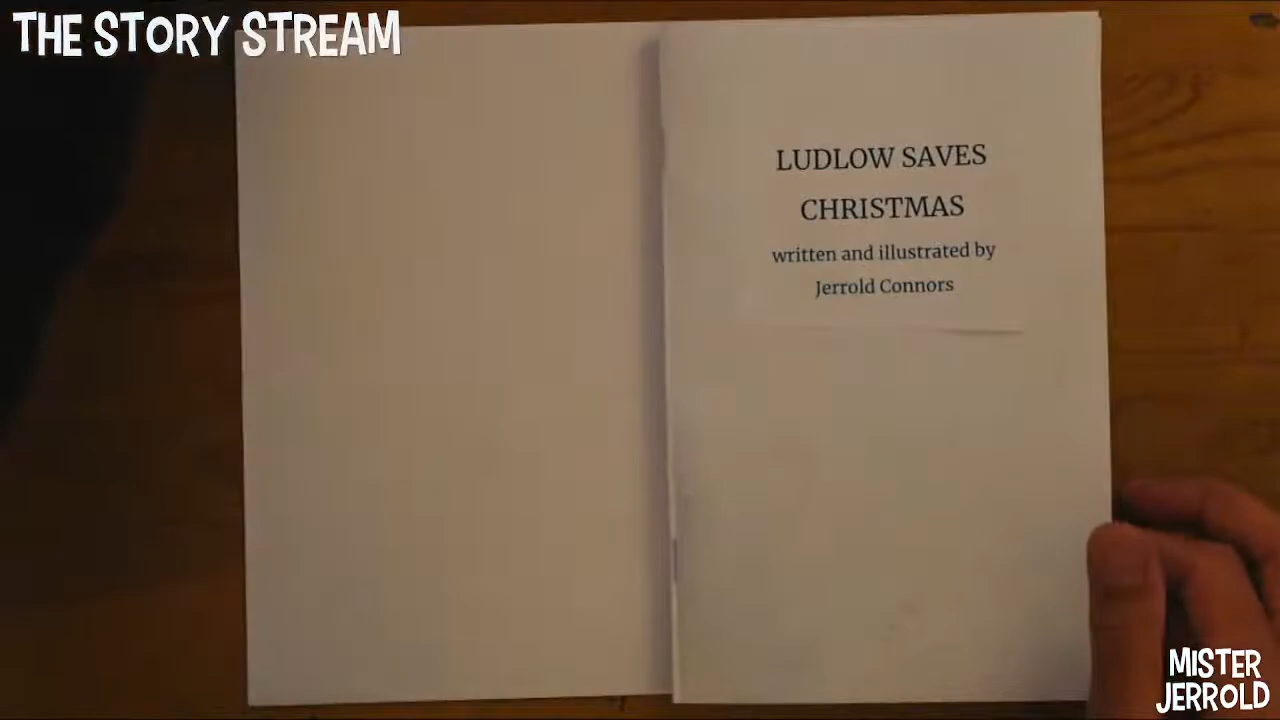 THE STORY STREAM
LUDLOW SAVES
CHRISTMAS
written and illustrated by
Jerrold Connors
MISTER
JERROLD